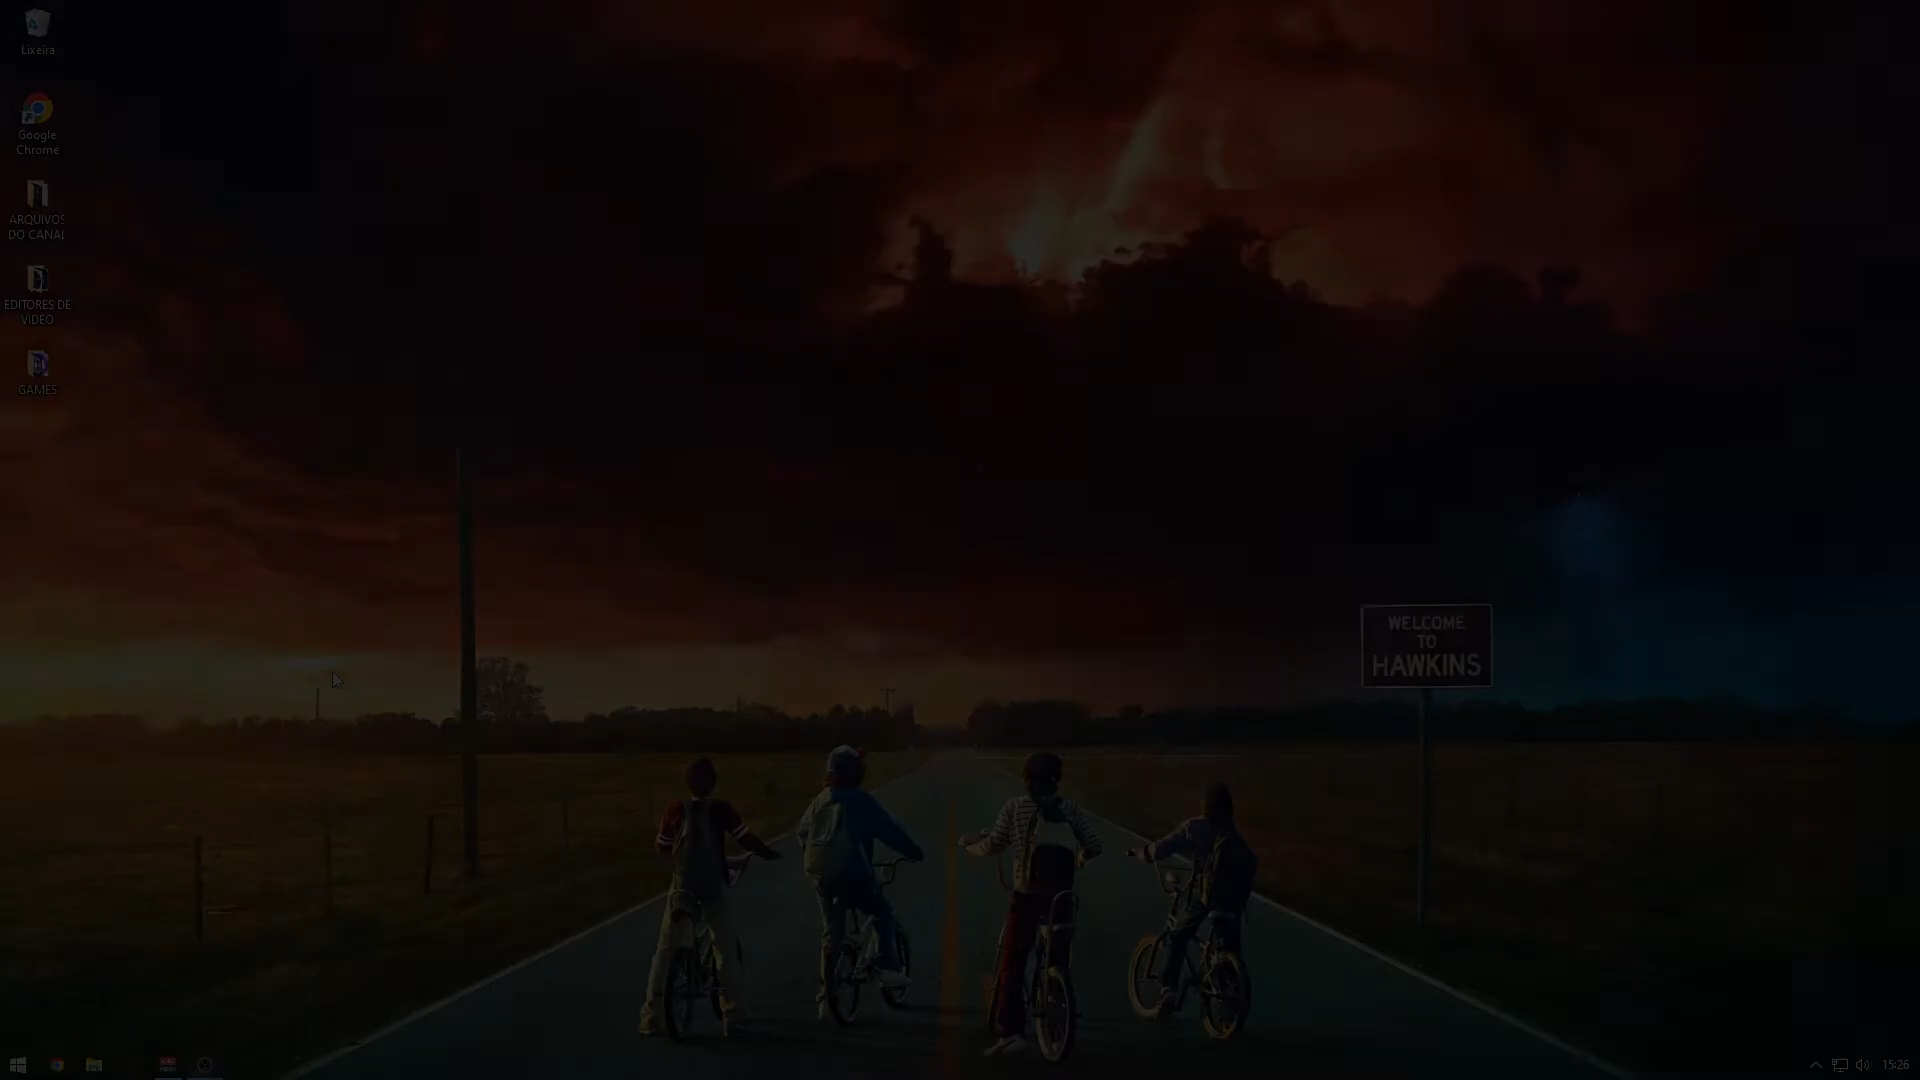 Lixeira
Google
Chrome
ARQUIVOS
DO CANAL
EDITORES DE
VIDEO
GAMES
WELCOME
TO
HAWKINS
15:26